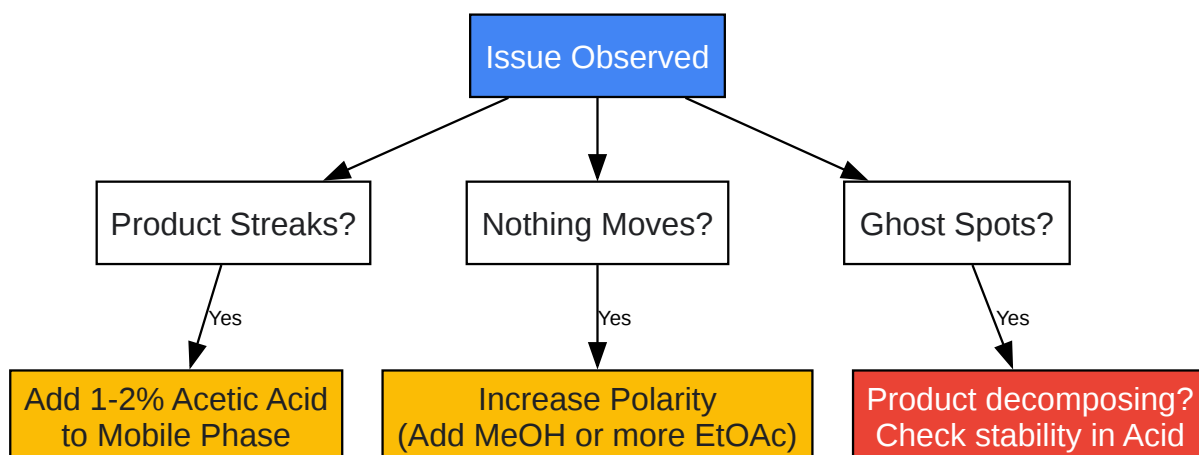 Issue Observed
Product Streaks?
Nothing Moves?
Ghost Spots?
Yes
Yes
Yes
Add 1-2% Acetic Acid
to Mobile Phase
Increase Polarity
(Add MeOH or more EtOAc)
Product decomposing?
Check stability in Acid